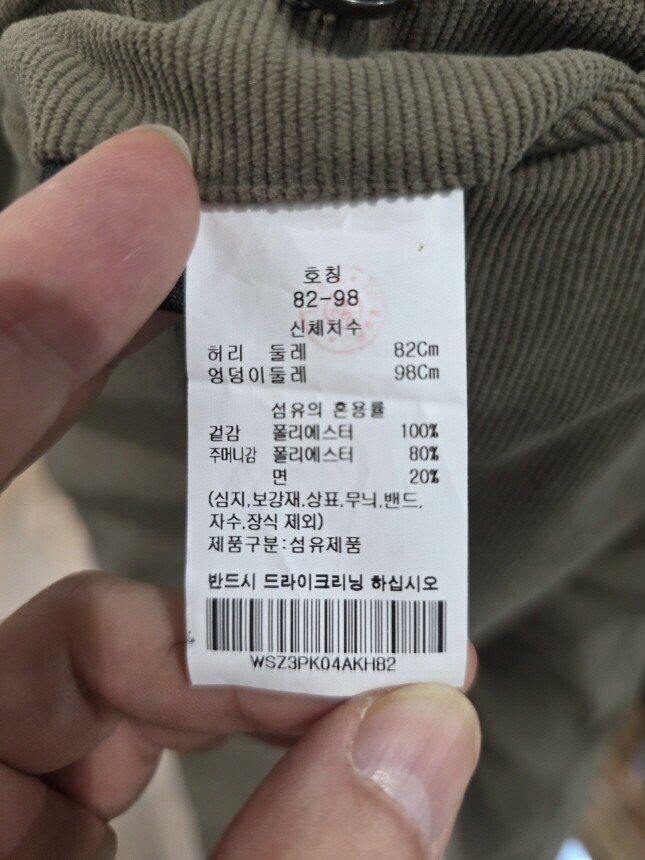 호칭
82-98
신체치수
허리 둘레 82Cm
엉덩이둘레 98Cm
섬유의 혼용률
겉감 폴리에스터 100%
주머니감 폴리에스터 80%
면 20%
(심지,보강재,상표,무늬,밴드,
자수,장식 제외)
제품구분:섬유제품
반드시 드라이크리닝 하십시오
WSZ3PK04AKH82